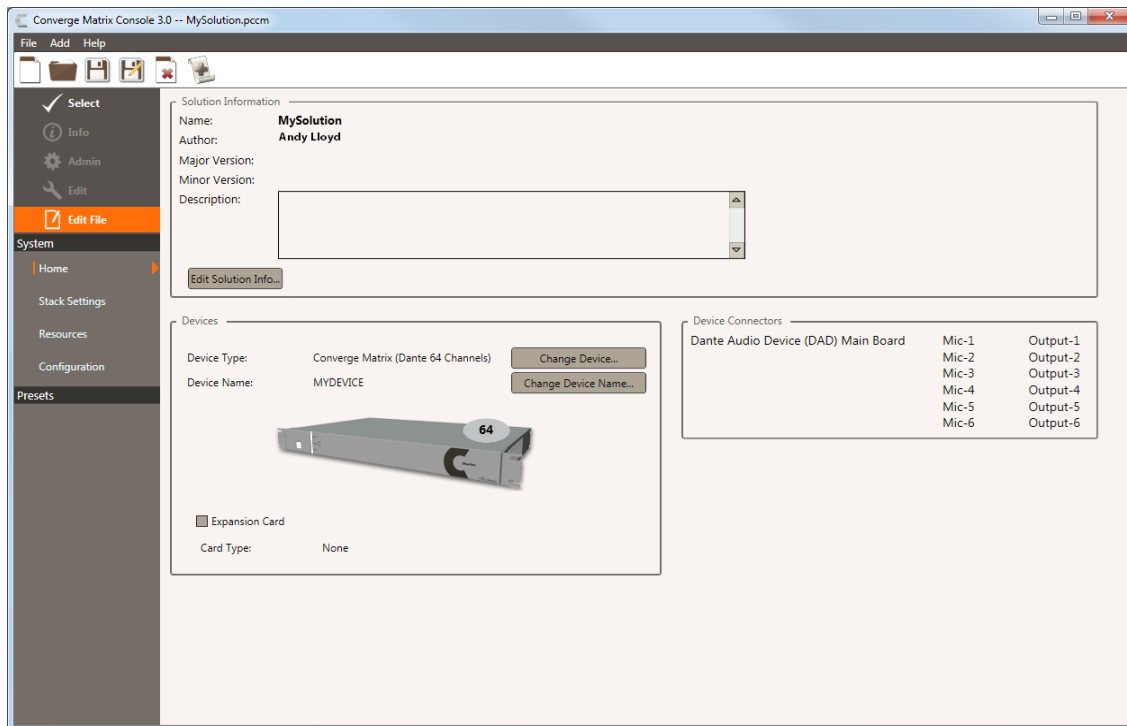 Converge Matrix Console 3.0 -- MySolution.pccm
File Add Help
Select
Info
Admin
Edit
Edit File
System
Home
Stack Settings
Resources
Configuration
Presets
Solution Information
Name: MySolution
Author: Andy Lloyd
Major Version:
Minor Version:
Description:
Edit Solution Info...
Devices
Device Type: Converge Matrix (Dante 64 Channels) Change Device...
Device Name: MYDEVICE Change Device Name...
64
Expansion Card
Card Type: None
Device Connectors
Dante Audio Device (DAD) Main Board Mic-1 Output-1
Mic-2 Output-2
Mic-3 Output-3
Mic-4 Output-4
Mic-5 Output-5
Mic-6 Output-6